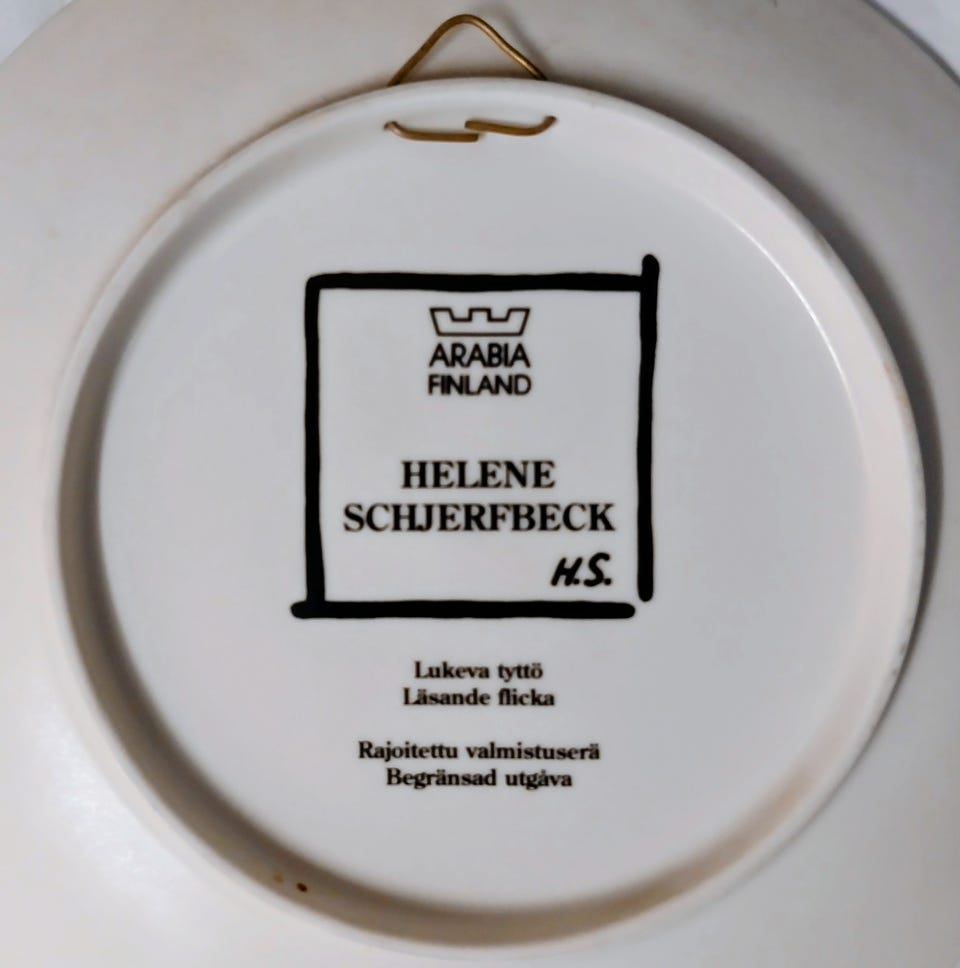 ARABIA
FINLAND
HELENE
SCHJERFBECK
H.S.
Lukeva tyttö
Läsande flicka
Rajoitettu valmistuserä
Begränsad utgåva